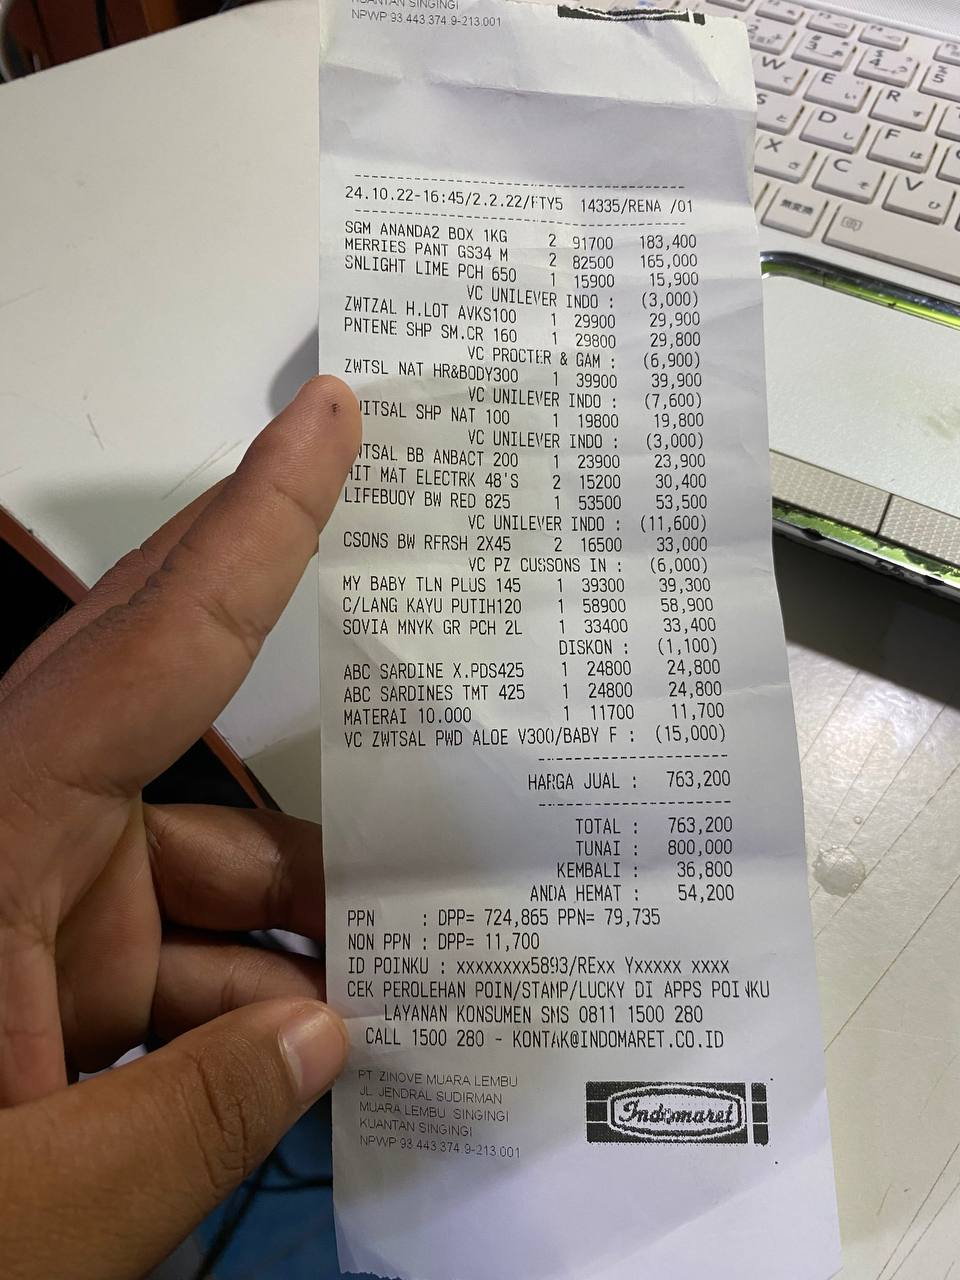 KUANTAN SINGINGI
NPWP 93 443.374.9-213.001
24.10.22-16:45/2.2.22/FTY5 14335/RENA /01
SGM ANANDA2 BOX 1KG 2 91700 183,400
MERRIES PANT GS34 M 2 82500 165,000
SNLIGHT LIME PCH 650 1 15900 15,900
VC UNILEVER INDO : (3,000)
ZWTZAL H.LOT AVKS100 1 29900 29,900
PNTENE SHP SM.CR 160 1 29800 29,800
VC PROCTER & GAM : (6,900)
ZWTSL NAT HR&BODY300 1 39900 39,900
VC UNILEVER INDO : (7,600)
ITSAL SHP NAT 100 1 19800 19,800
VC UNILEVER INDO : (3,000)
TSAL BB ANBACT 200 1 23900 23,900
HIT MAT ELECTRK 48'S 2 15200 30,400
LIFEBUOY BW RED 825 1 53500 53,500
VC UNILEVER INDO : (11,600)
CSONS BW RFRSH 2X45 2 16500 33,000
VC PZ CUSSONS IN : (6,000)
MY BABY TLN PLUS 145 1 39300 39,300
C/LANG KAYU PUTIH120 1 58900 58,900
SOVIA MNYK GR PCH 2L 1 33400 33,400
DISKON : (1,100)
ABC SARDINE X.PDS425 1 24800 24,800
ABC SARDINES TMT 425 1 24800 24,800
MATERAI 10.000 1 11700 11,700
VC ZWTSAL PWD ALOE V300/BABY F : (15,000)
HARGA JUAL : 763,200
TOTAL : 763,200
TUNAI : 800,000
KEMBALI : 36,800
ANDA HEMAT : 54,200
PPN : DPP= 724,865 PPN= 79,735
NON PPN : DPP= 11,700
ID POINKU : xxxxxxxx5893/RExx Yxxxxx xxxx
CEK PEROLEHAN POIN/STAMP/LUCKY DI APPS POINKU
LAYANAN KONSUMEN SMS 0811 1500 280
CALL 1500 280 - KONTAK@INDOMARET.CO.ID
PT ZINOVE MUARA LEMBU
JL JENDRAL SUDIRMAN
MUARA LEMBU SINGINGI
KUANTAN SINGINGI
NPWP 93 443 374 9-213.001
Indomaret
W
E
R
S
D し
F は
X さ
C そ
V ひ
無変換